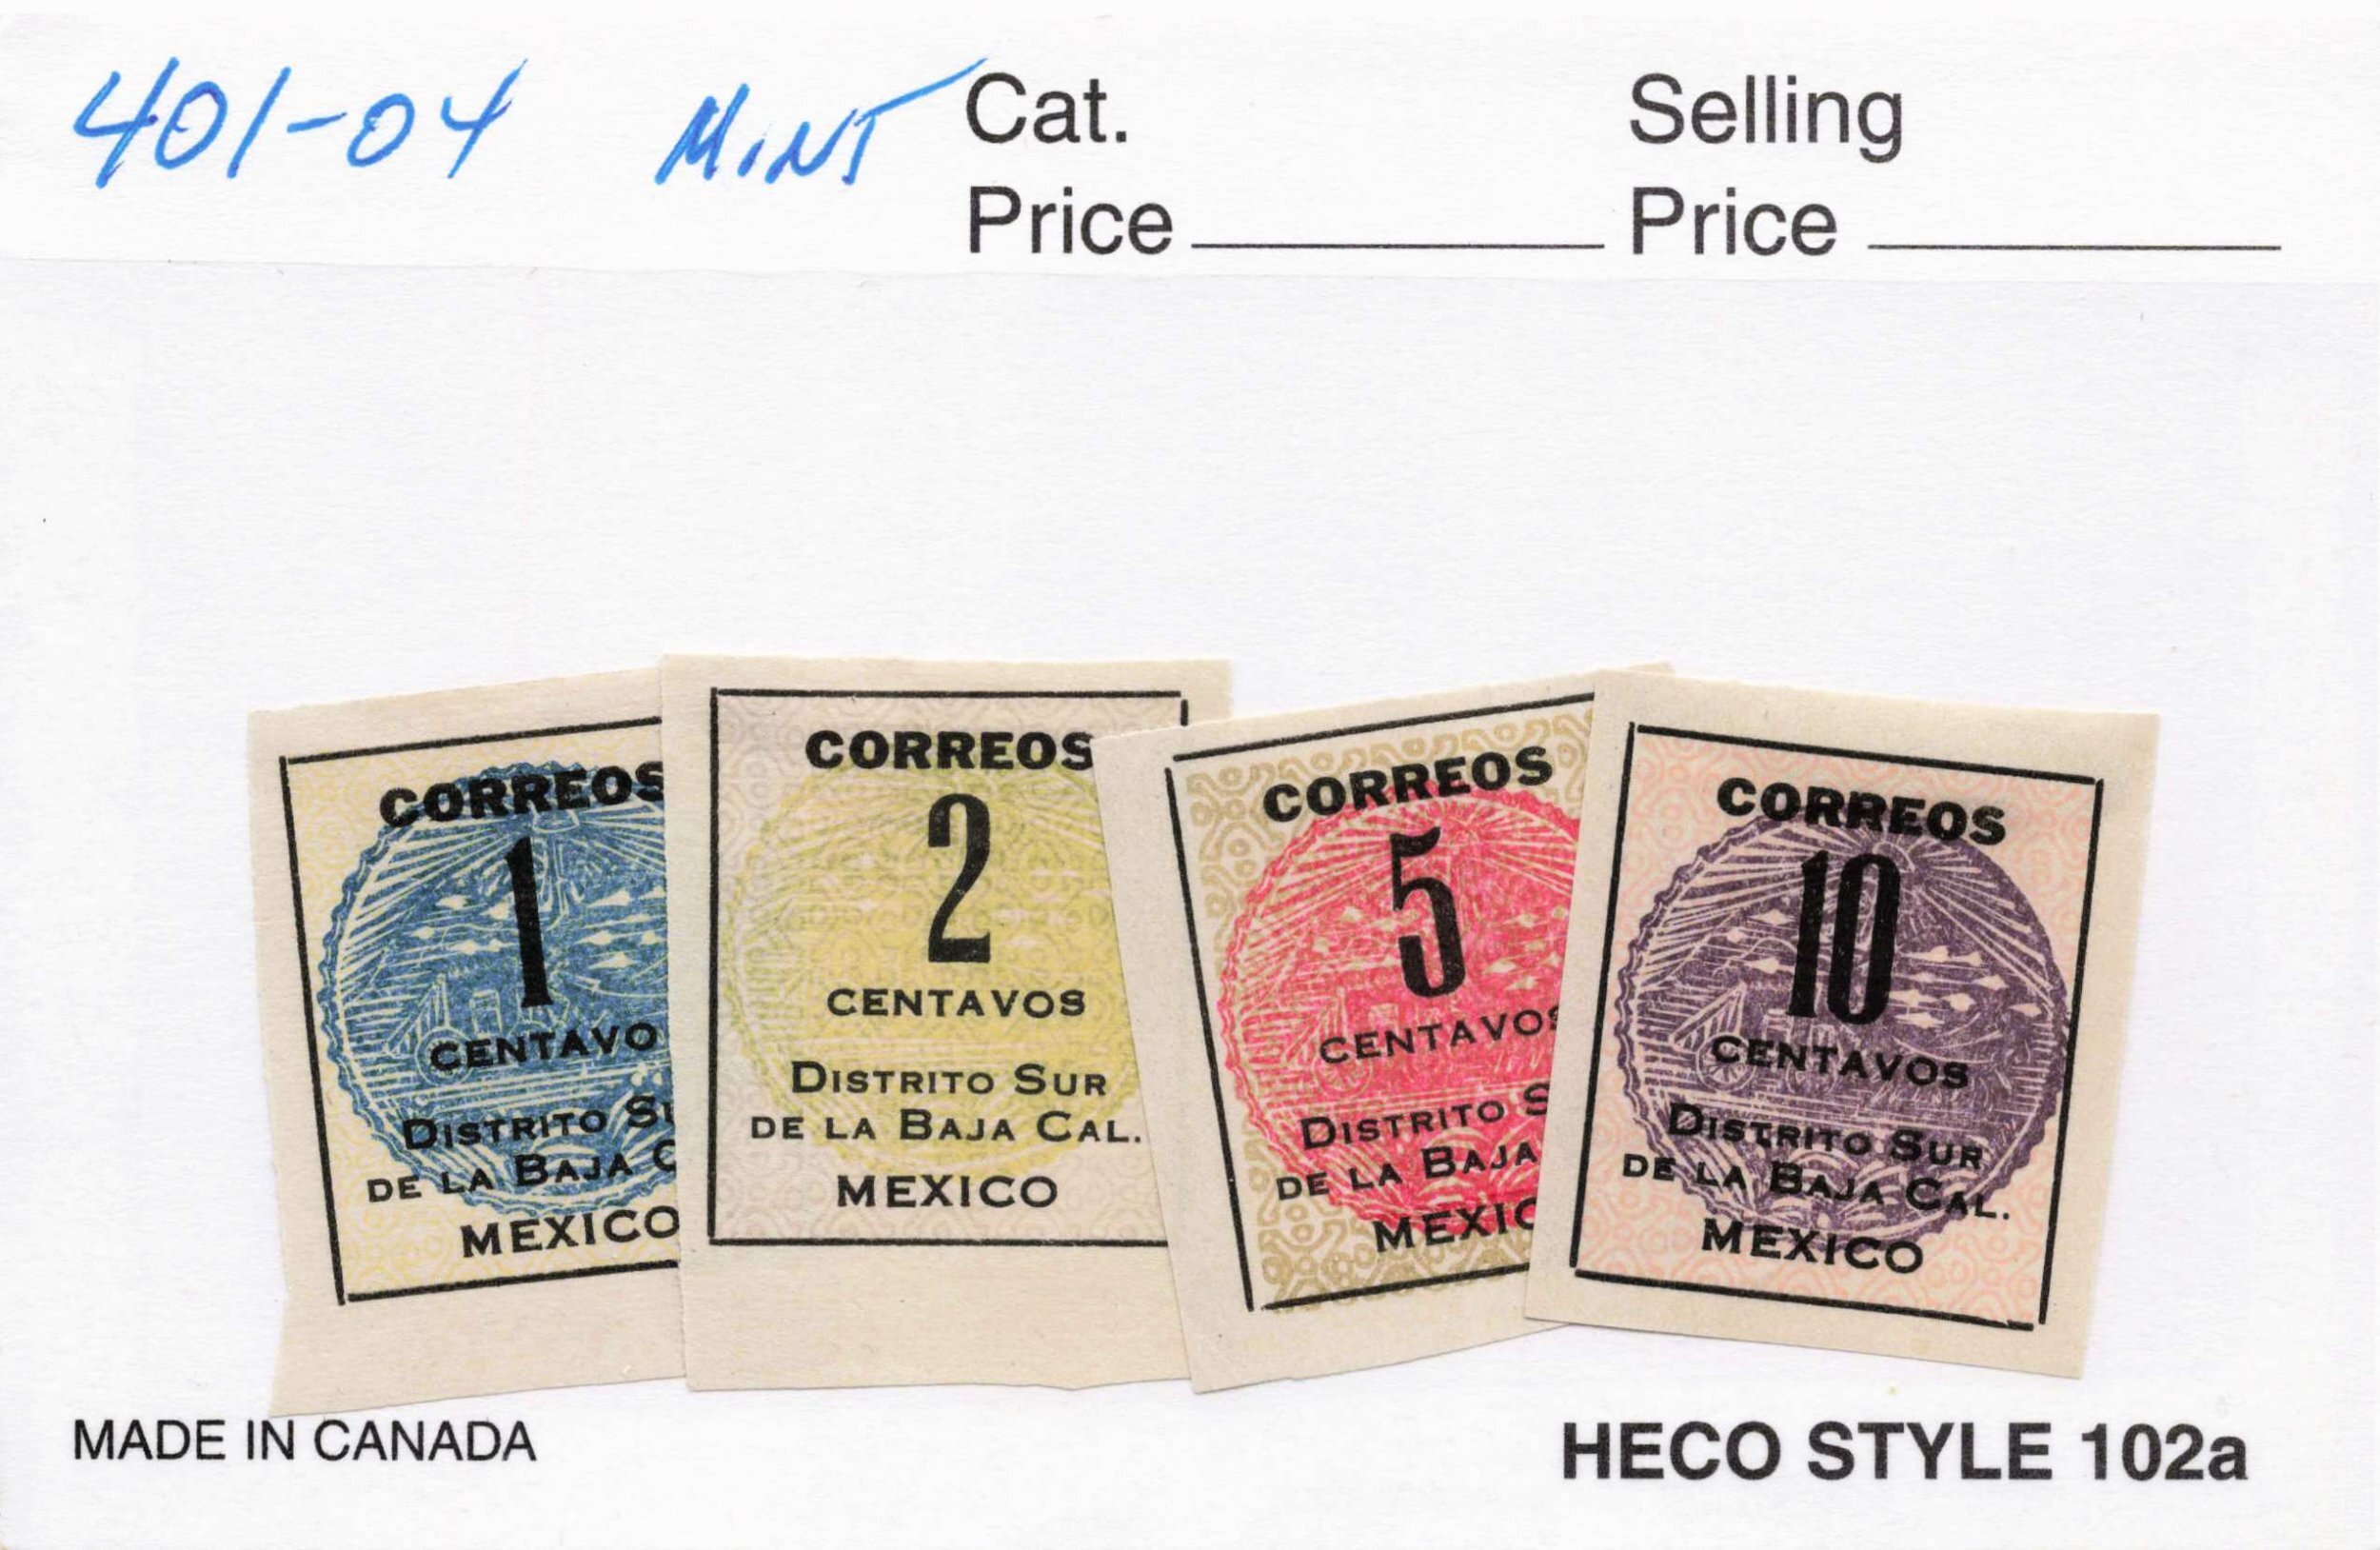 401-04 MINT
Cat.
Price
Selling
Price
CORREOS
1
CENTAVO
DISTRITO SU
DE LA BAJA C
MEXICO
CORREOS
2
CENTAVOS
DISTRITO SUR
DE LA BAJA CAL.
MEXICO
CORREOS
5
CENTAVOS
DISTRITO S
DE LA BAJA
MEXIC
CORREOS
10
CENTAVOS
DISTRITO SUR
DE LA BAJA CAL.
MEXICO
MADE IN CANADA
HECO STYLE 102a